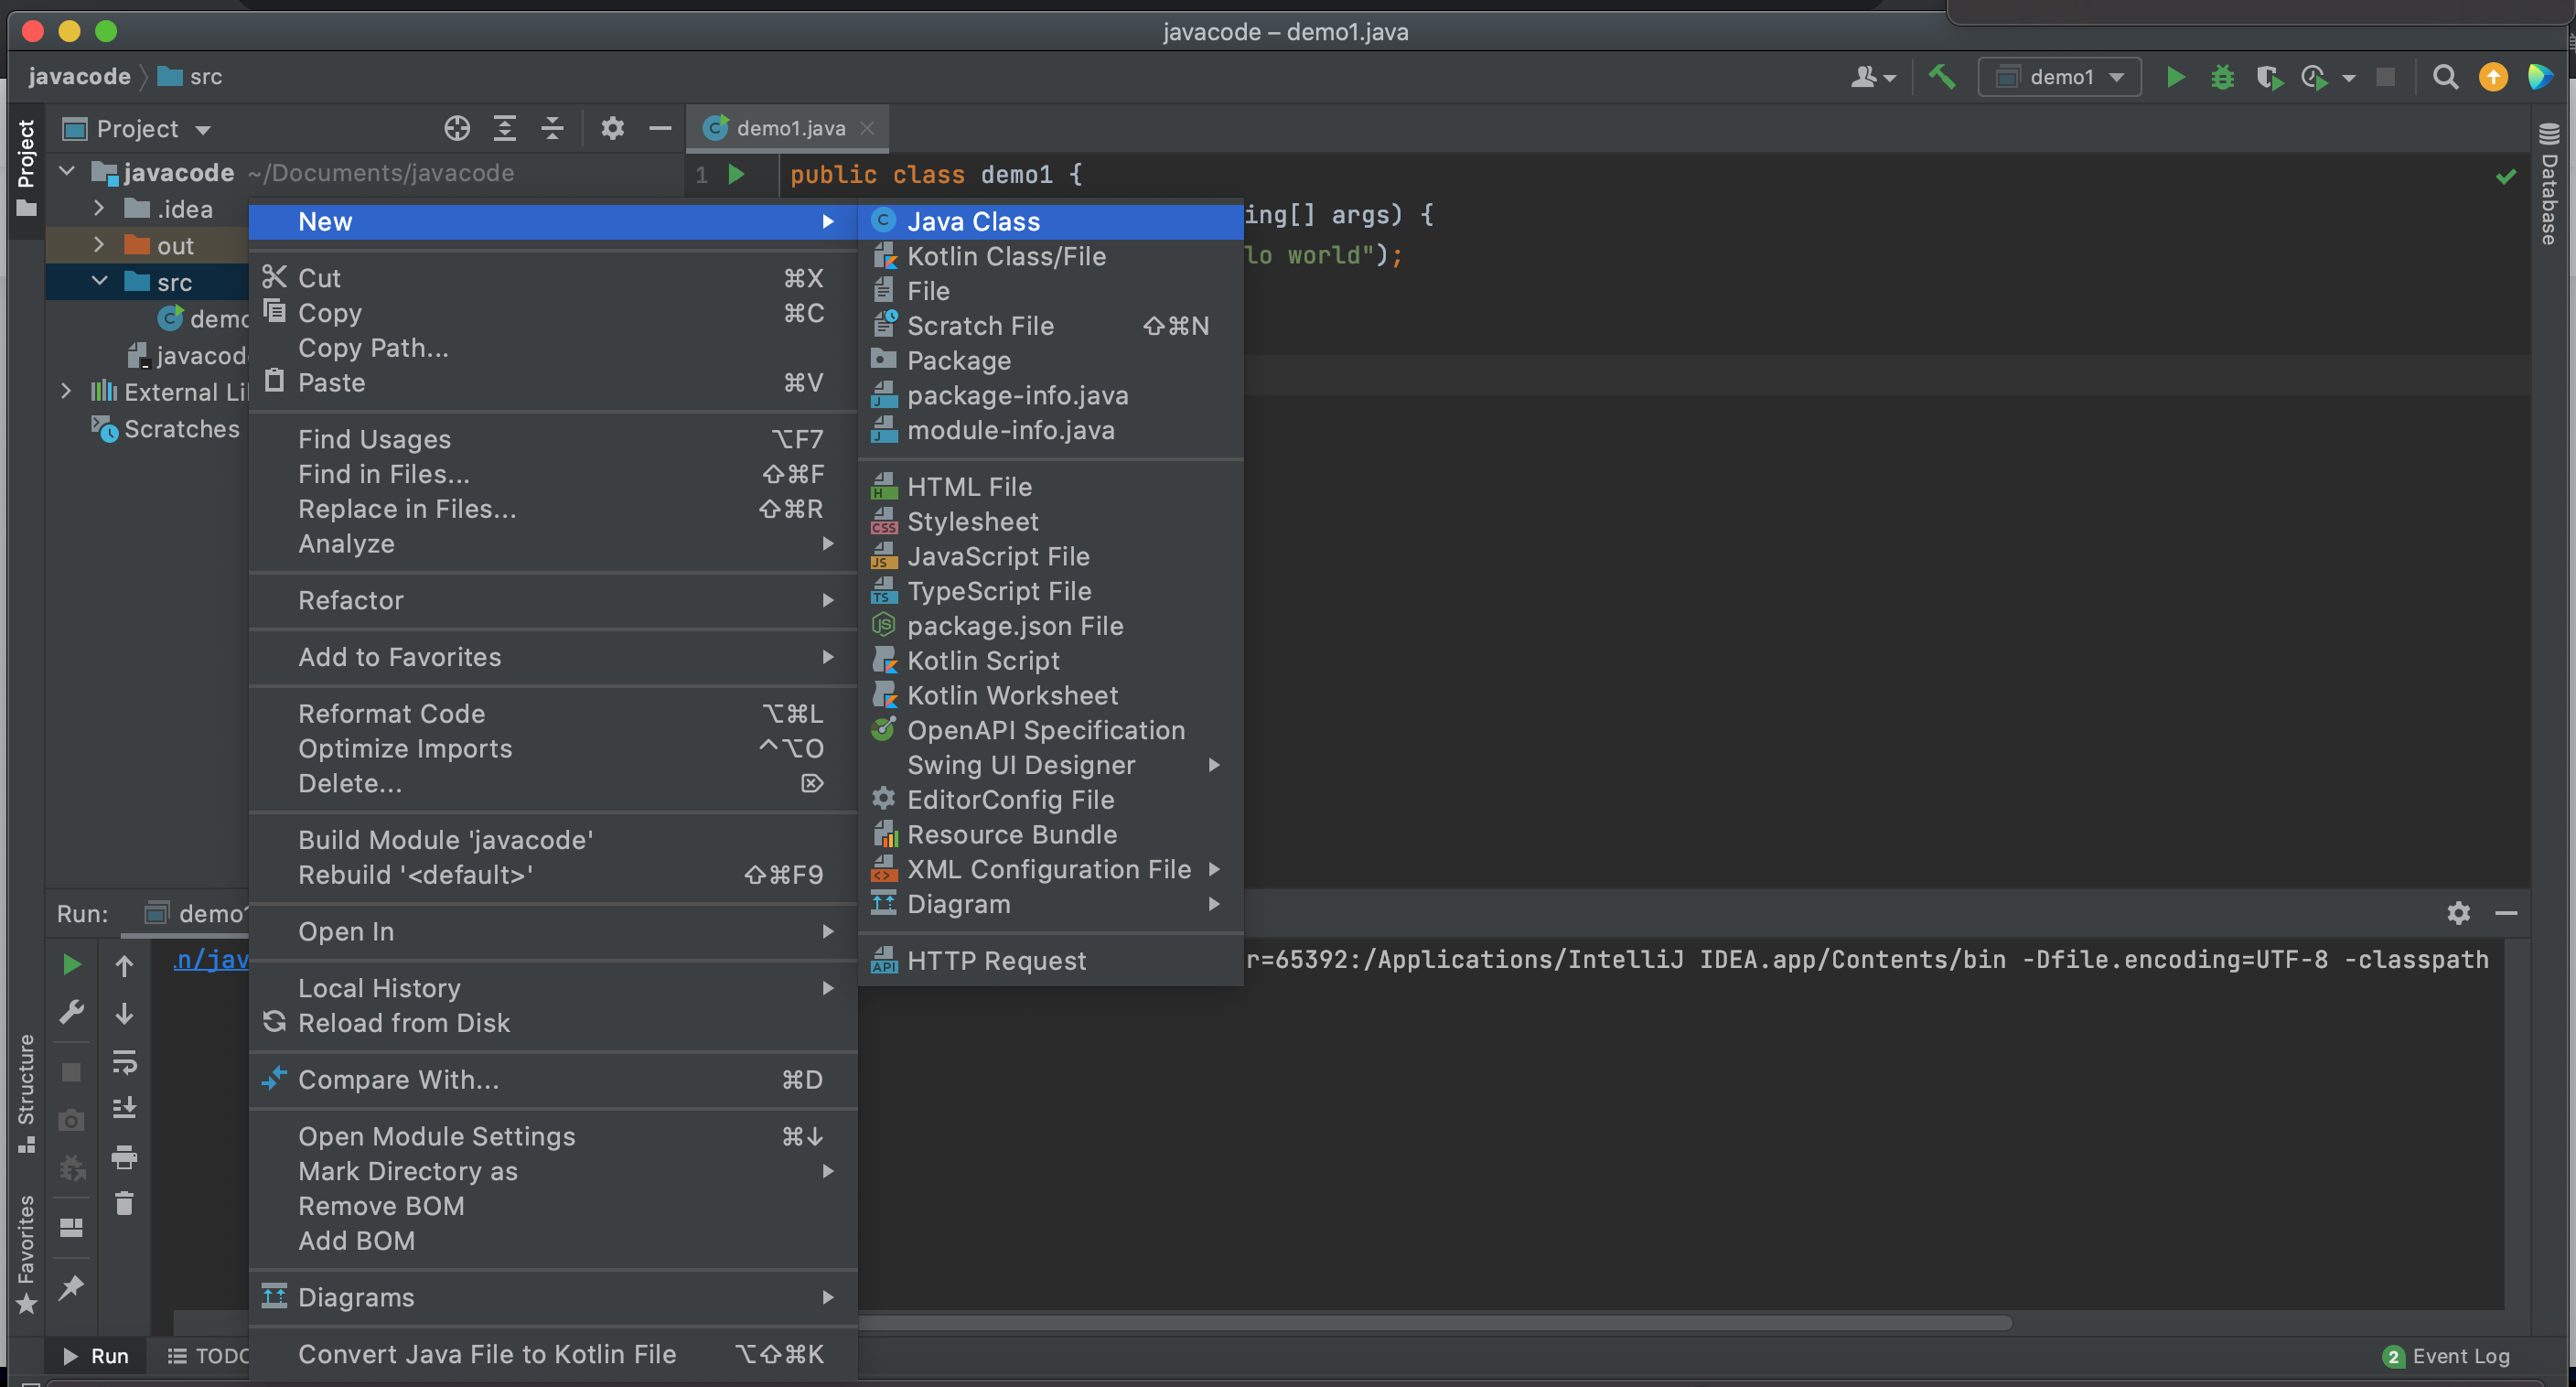 javacode – demo1.java
javacode src
demo1
Project
Project
demo1.java
Database
javacode ~/Documents/javacode
.idea
out
src
demo
javacod
External Li
Scratches
1 public class demo1 {
ing[] args) {
lo world");
New
Cut ⌘X
Copy ⌘C
Copy Path...
Paste ⌘V
Find Usages ⌥F7
Find in Files... ⇧⌘F
Replace in Files... ⇧⌘R
Analyze
Refactor
Add to Favorites
Reformat Code ⌥⌘L
Optimize Imports ^⌥O
Delete... ⌦
Build Module 'javacode'
Rebuild '<default>' ⇧⌘F9
Open In
Local History
Reload from Disk
Compare With... ⌘D
Open Module Settings ⌘↓
Mark Directory as
Remove BOM
Add BOM
Diagrams
Convert Java File to Kotlin File ⌥⇧⌘K
Java Class
Kotlin Class/File
File
Scratch File ⇧⌘N
Package
package-info.java
module-info.java
HTML File
Stylesheet
JavaScript File
TypeScript File
package.json File
Kotlin Script
Kotlin Worksheet
OpenAPI Specification
Swing UI Designer
EditorConfig File
Resource Bundle
XML Configuration File
Diagram
HTTP Request
Run: demo1
n/jav
r=65392:/Applications/IntelliJ IDEA.app/Contents/bin -Dfile.encoding=UTF-8 -classpath
Structure
Favorites
Run
TODO
2 Event Log